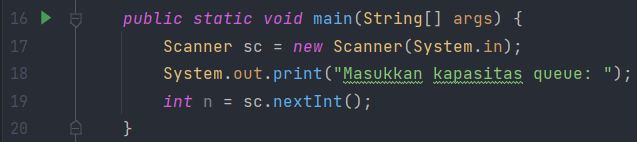 16 public static void main(String[] args) {
17 Scanner sc = new Scanner(System.in);
18 System.out.print("Masukkan kapasitas queue: ");
19 int n = sc.nextInt();
20 }